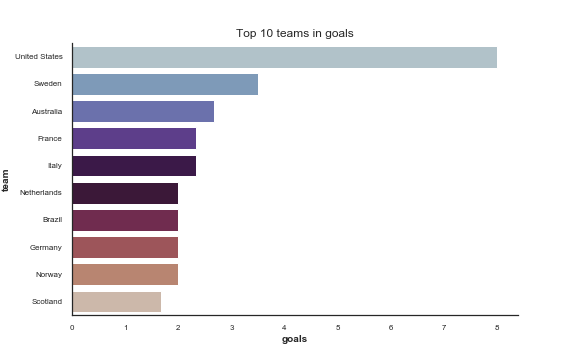 Top 10 teams in goals
United States
Sweden
Australia
France
Italy
Netherlands
Brazil
Germany
Norway
Scotland
team
0 1 2 3 4 5 6 7 8
goals